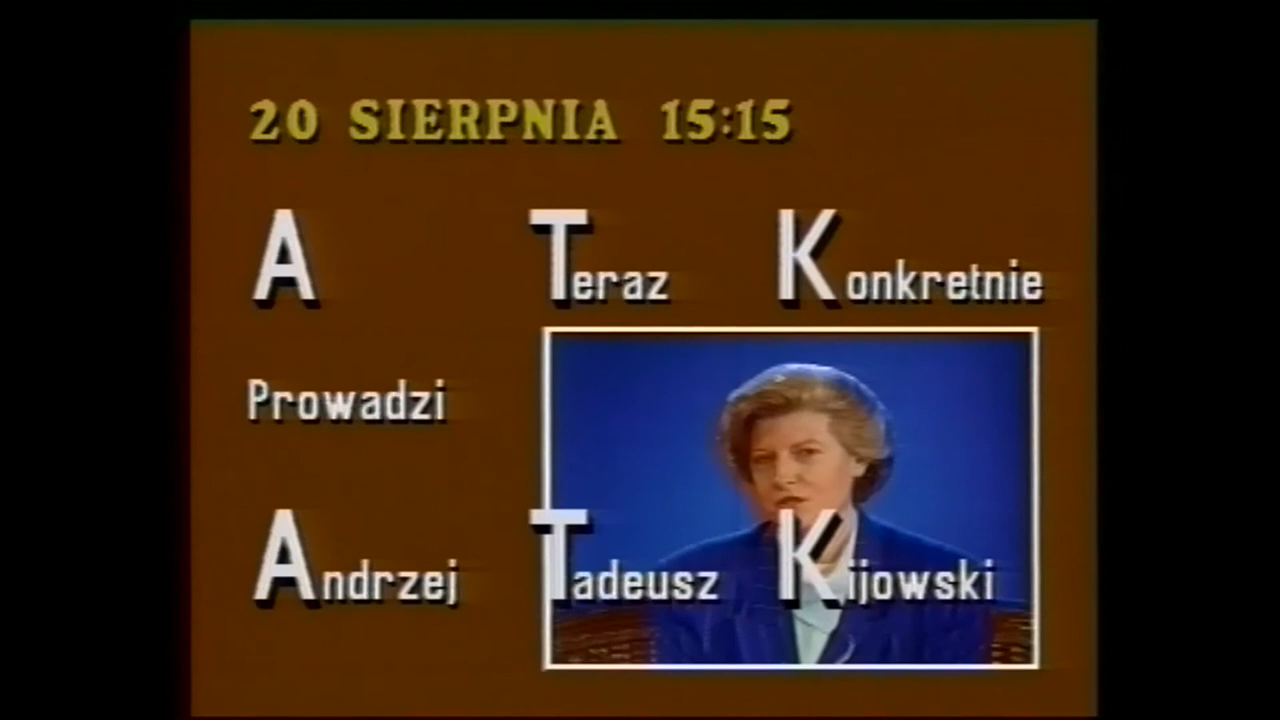 20 SIERPNIA 15:15
A Teraz Konkretnie
Prowadzi
Andrzej Tadeusz Kijowski